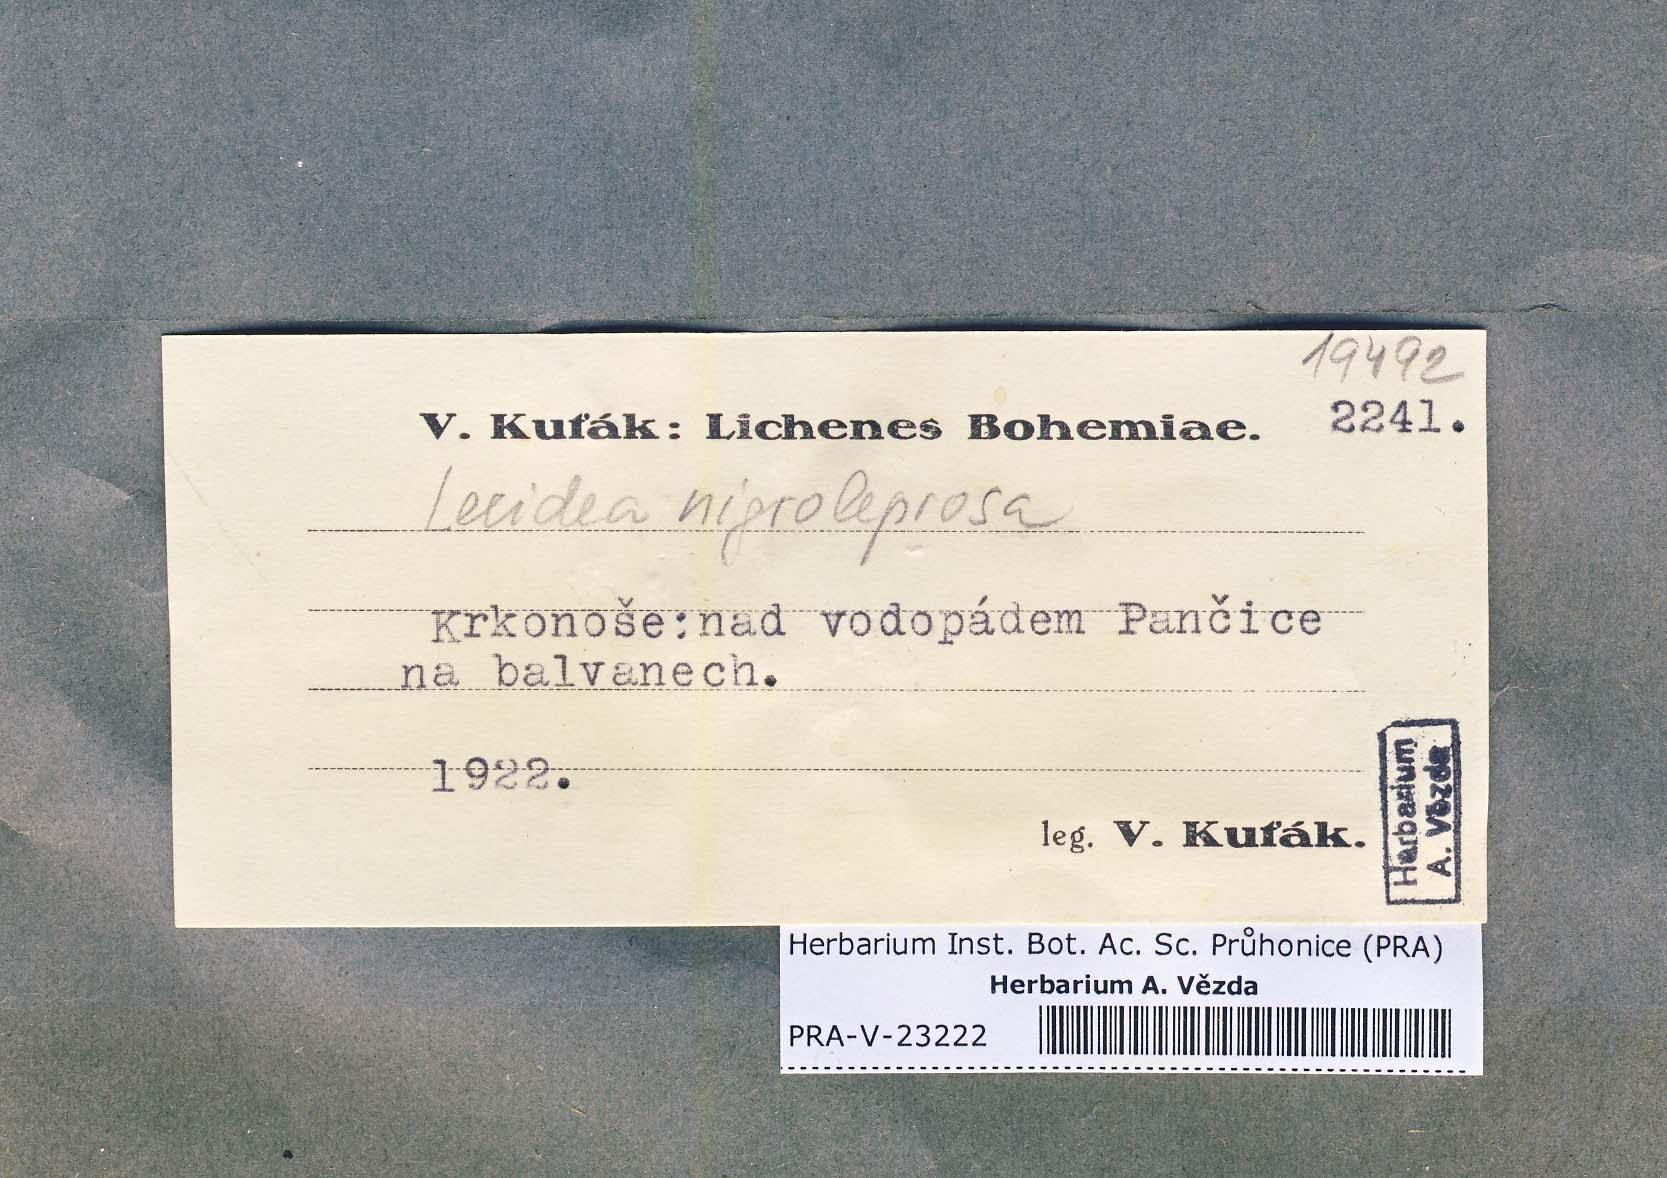 19492
V. Kuťák: Lichenes Bohemiae. 2241.
Lecidea nigroleprosa
Krkonoše:nad vodopádem Pančice
na balvanech.
1922.
leg. V. Kuťák.
Herbarium
A. Vězda
Herbarium Inst. Bot. Ac. Sc. Průhonice (PRA)
Herbarium A. Vězda
PRA-V-23222